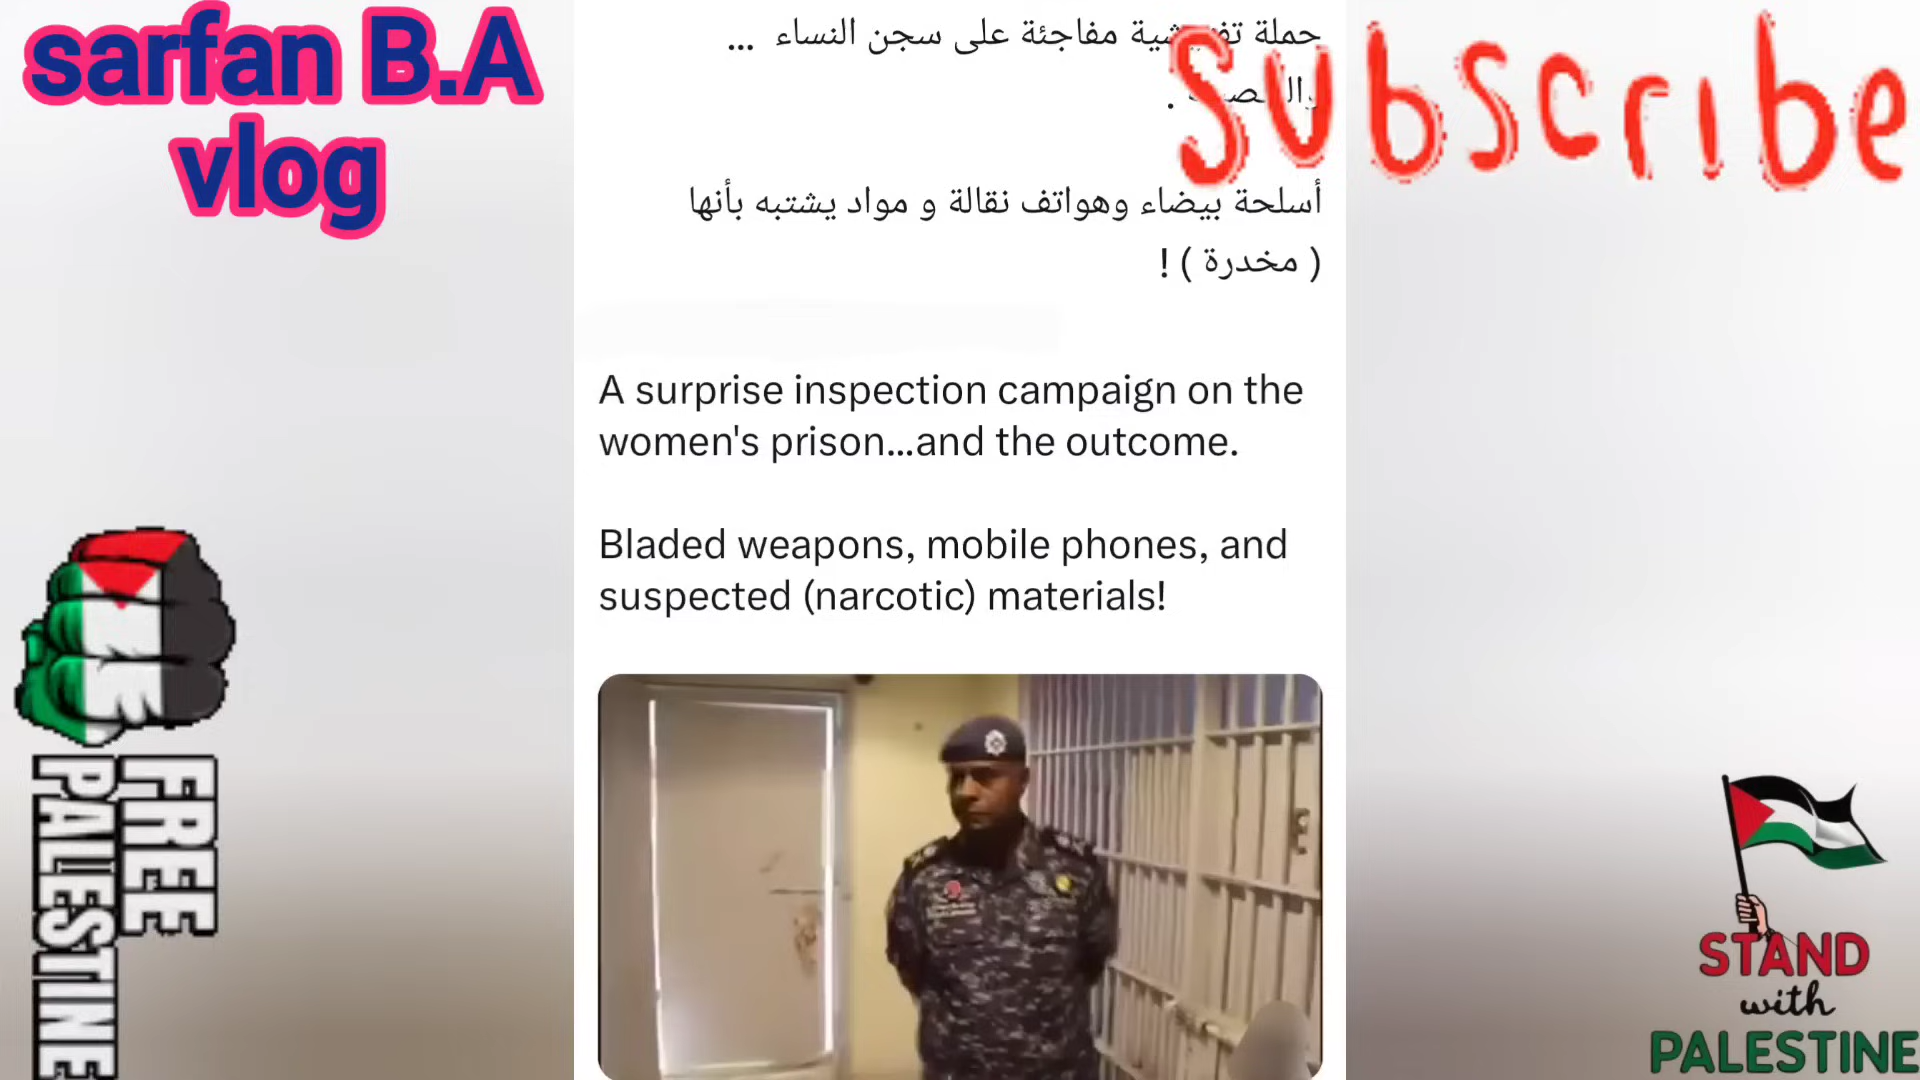 sarfan B.A
vlog
Subscribe
حملة مفاجئة على سجن النساء ...
أسلحة بيضاء وهواتف نقالة و مواد يشتبه بأنها
( مخدرة ) !
A surprise inspection campaign on the
women's prison...and the outcome.
Bladed weapons, mobile phones, and
suspected (narcotic) materials!
FREE
PALESTINE
STAND
with
PALESTINE